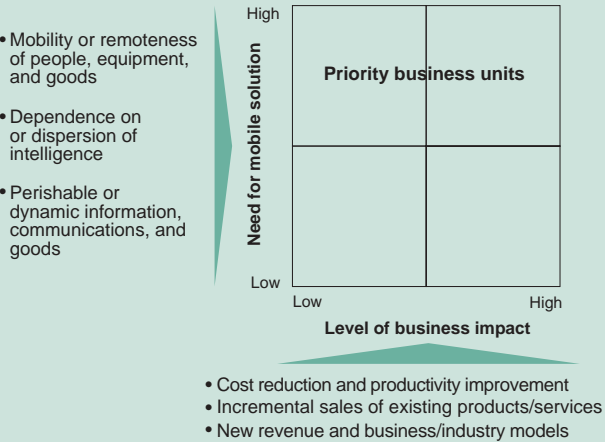 • Mobility or remoteness
of people, equipment,
and goods
• Dependence on
or dispersion of
intelligence
• Perishable or
dynamic information,
communications, and
goods
High
Need for mobile solution
Low
Priority business units
Low
High
Level of business impact
• Cost reduction and productivity improvement
• Incremental sales of existing products/services
• New revenue and business/industry models